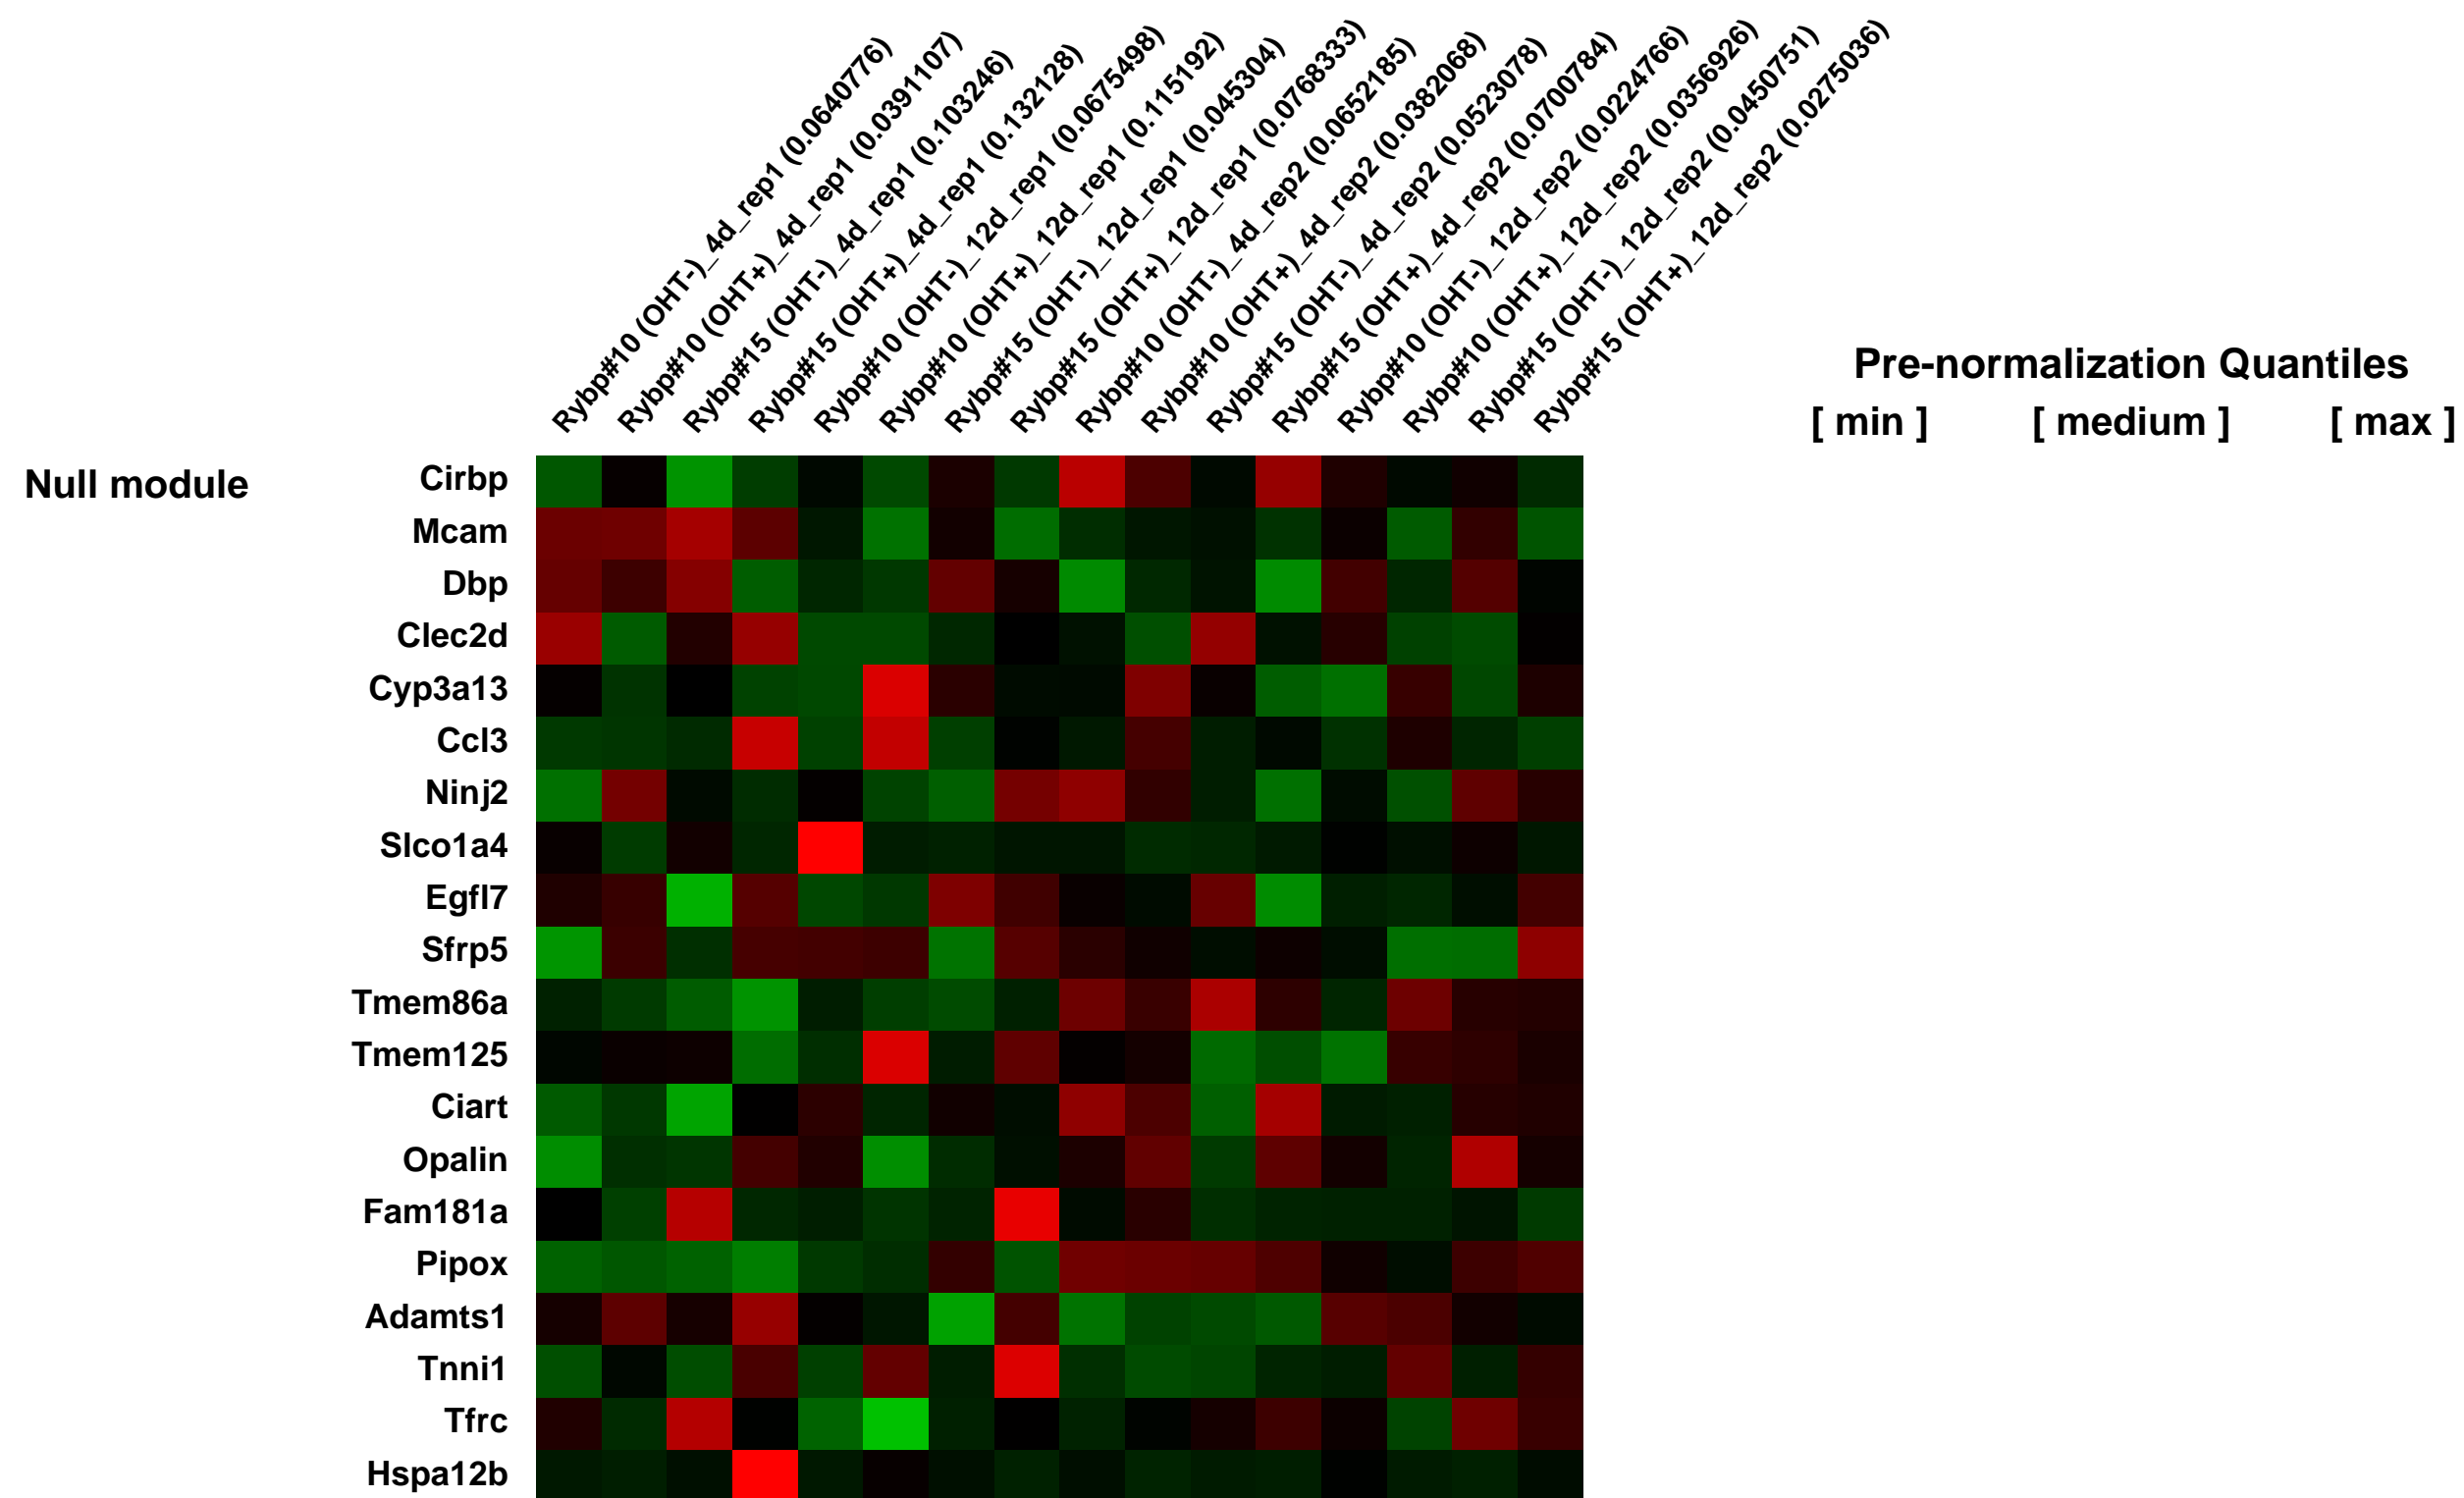 Rybp#10 (OHT-)_4d_rep1 (0.0640776)
Rybp#10 (OHT+)_4d_rep1 (0.0391107)
Rybp#15 (OHT-)_4d_rep1 (0.103246)
Rybp#15 (OHT+)_4d_rep1 (0.132128)
Rybp#10 (OHT-)_12d_rep1 (0.0675498)
Rybp#10 (OHT+)_12d_rep1 (0.115192)
Rybp#15 (OHT-)_12d_rep1 (0.045304)
Rybp#15 (OHT+)_12d_rep1 (0.0768333)
Rybp#10 (OHT-)_4d_rep2 (0.0652185)
Rybp#10 (OHT+)_4d_rep2 (0.0382068)
Rybp#15 (OHT-)_4d_rep2 (0.0523078)
Rybp#15 (OHT+)_4d_rep2 (0.0700784)
Rybp#10 (OHT-)_12d_rep2 (0.0224766)
Rybp#10 (OHT+)_12d_rep2 (0.0356926)
Rybp#15 (OHT-)_12d_rep2 (0.0450751)
Rybp#15 (OHT+)_12d_rep2 (0.0275036)
Pre-normalization Quantiles
[ min ] [ medium ] [ max ]
Null module
Cirbp
Mcam
Dbp
Clec2d
Cyp3a13
Ccl3
Ninj2
Slco1a4
Egfl7
Sfrp5
Tmem86a
Tmem125
Ciart
Opalin
Fam181a
Pipox
Adamts1
Tnni1
Tfrc
Hspa12b